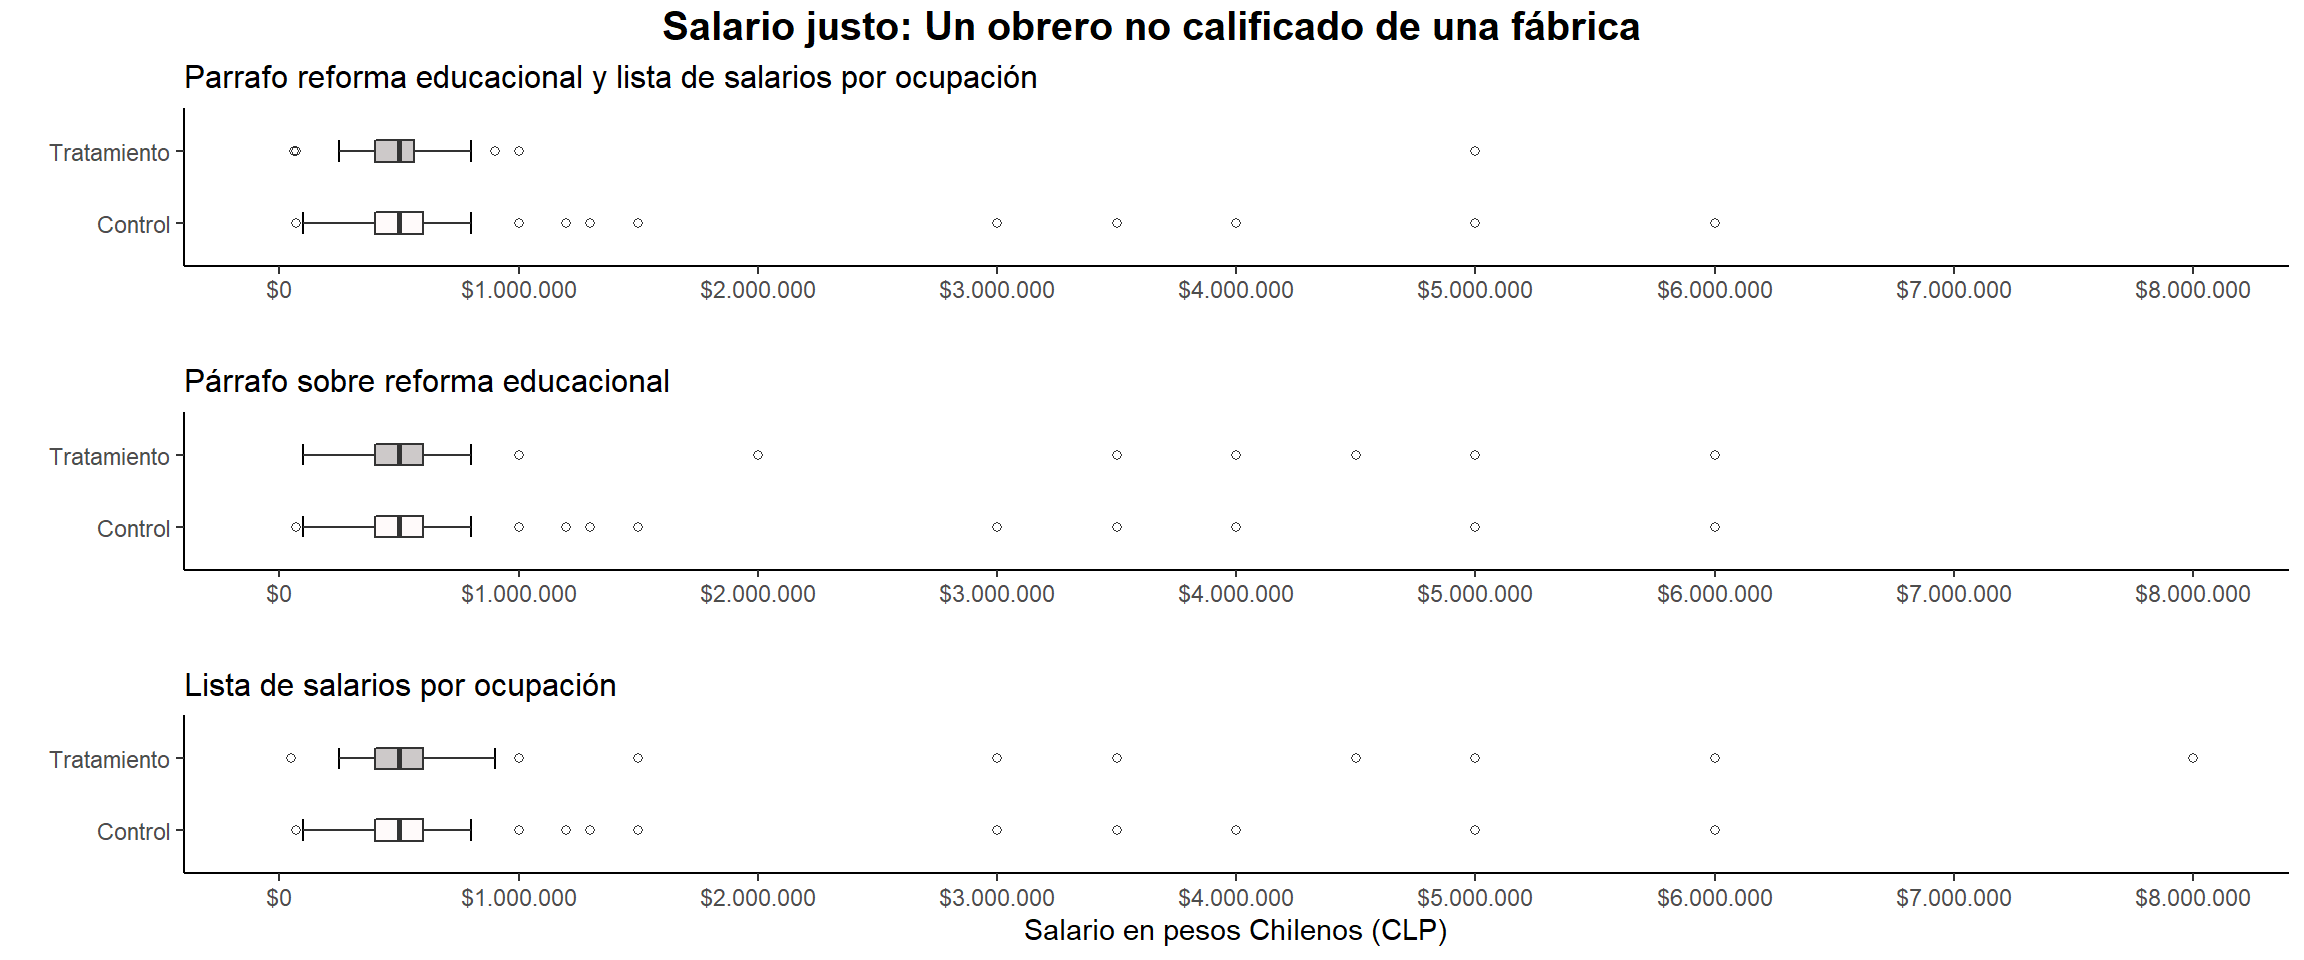 Salario justo: Un obrero no calificado de una fábrica
Parrafo reforma educacional y lista de salarios por ocupación
Tratamiento
Control
$0 $1.000.000 $2.000.000 $3.000.000 $4.000.000 $5.000.000 $6.000.000 $7.000.000 $8.000.000
Párrafo sobre reforma educacional
Tratamiento
Control
$0 $1.000.000 $2.000.000 $3.000.000 $4.000.000 $5.000.000 $6.000.000 $7.000.000 $8.000.000
Lista de salarios por ocupación
Tratamiento
Control
$0 $1.000.000 $2.000.000 $3.000.000 $4.000.000 $5.000.000 $6.000.000 $7.000.000 $8.000.000
Salario en pesos Chilenos (CLP)